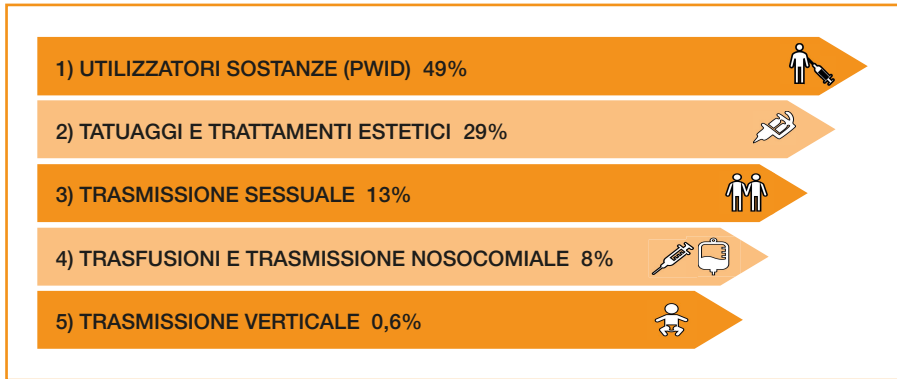 1) UTILIZZATORI SOSTANZE (PWID) 49%
2) TATUAGGI E TRATTAMENTI ESTETICI 29%
3) TRASMISSIONE SESSUALE 13%
4) TRASFUSIONI E TRASMISSIONE NOSOCOMIALE 8%
5) TRASMISSIONE VERTICALE 0,6%